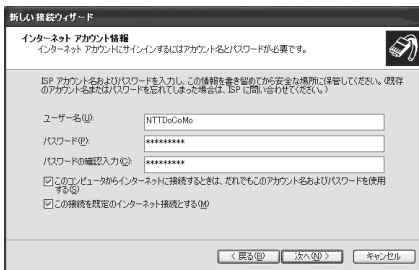 新しい接続ウィザード
インターネット アカウント情報
インターネット アカウントにサインインするにはアカウント名とパスワードが必要です。
ISP アカウント名およびパスワードを入力し、この情報を書き留めてから安全な場所に保管してください。(既存
のアカウント名またはパスワードを忘れてしまった場合は、ISP に問い合わせてください。)
ユーザー名(U):
NTTDoCoMo
パスワード(P):
*********
パスワードの確認入力(C):
*********
このコンピュータからインターネットに接続するときは、だれでもこのアカウント名およびパスワードを使用
する(S)
この接続を既定のインターネット接続とする(M)
< 戻る(B)
次へ(N) >
キャンセル